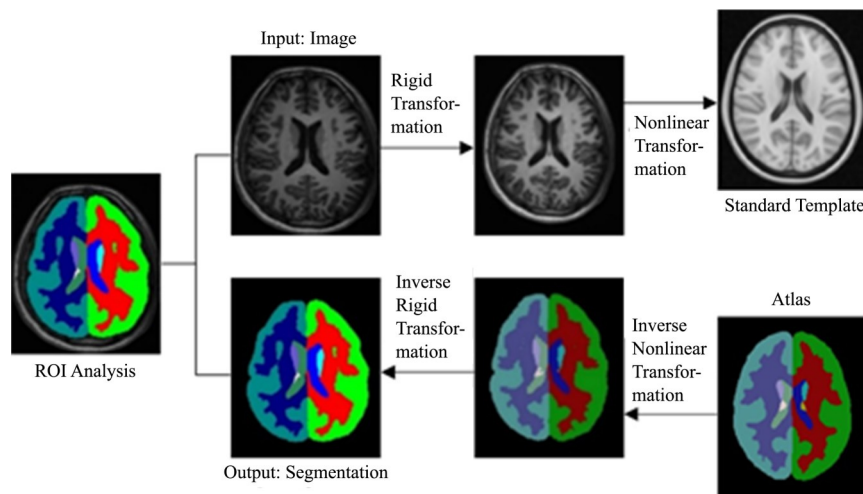 Input: Image
Rigid
Transfor-
mation
Nonlinear
Transfor-
mation
Standard Template
ROI Analysis
Inverse
Rigid
Transfor-
mation
Atlas
Inverse
Nonlinear
Transfor-
mation
Output: Segmentation